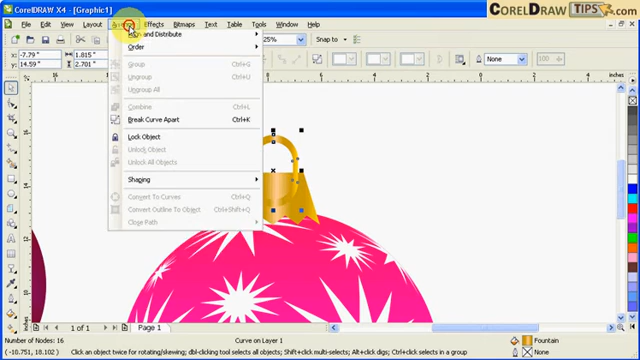 CorelDRAW X4 - [Graphic1]
CORELDRAW TIPS.COM
File Edit View Layout Arrange Effects Bitmaps Text Table Tools Window Help
25% Snap to
x: -7.79 " 1.815 "
y: 14.59 " 2.701 "
None
Align and Distribute
Order
Group Ctrl+G
Ungroup Ctrl+U
Ungroup All
Combine Ctrl+L
Break Curve Apart Ctrl+K
Lock Object
Unlock Object
Unlock All Objects
Shaping
Convert To Curves Ctrl+Q
Convert Outline To Object Ctrl+Shift+Q
Close Path
1 of 1 Page 1
Number of Nodes: 16 Curve on Layer 1 Fountain
(-10.751, 18.102) Click an object twice for rotating/skewing; dbl-clicking tool selects all objects; Shift+click multi-selects; Alt+click digs; Ctrl+click selects in a group None